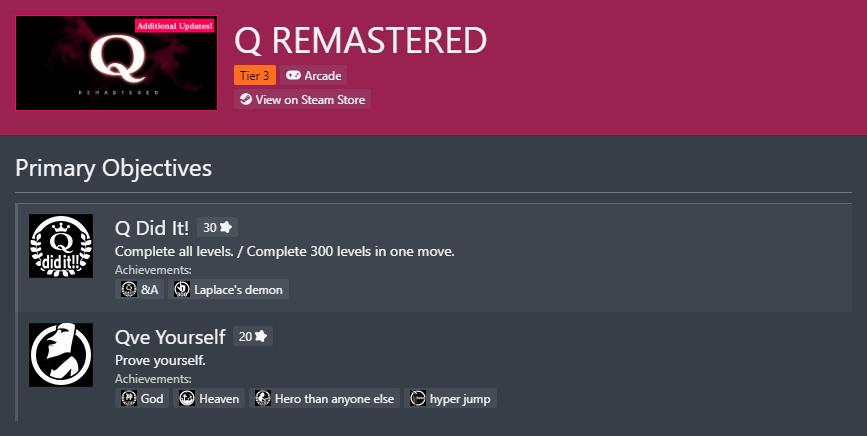 Additional Updates!
Q
REMASTERED
Q REMASTERED
Tier 3 Arcade
View on Steam Store
Primary Objectives
Q
did it!!
Q Did It! 30
Complete all levels. / Complete 300 levels in one move.
Achievements:
&A Laplace's demon
Qve Yourself 20
Prove yourself.
Achievements:
God Heaven Hero than anyone else hyper jump